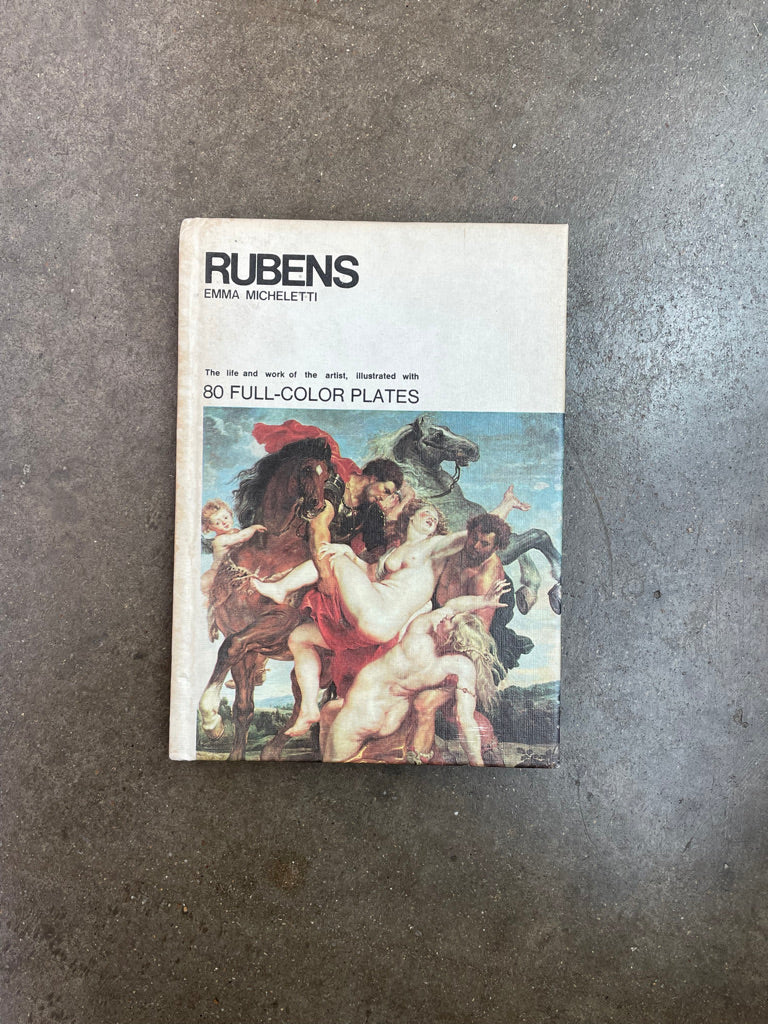 RUBENS
EMMA MICHELETTI
The life and work of the artist, illustrated with
80 FULL-COLOR PLATES